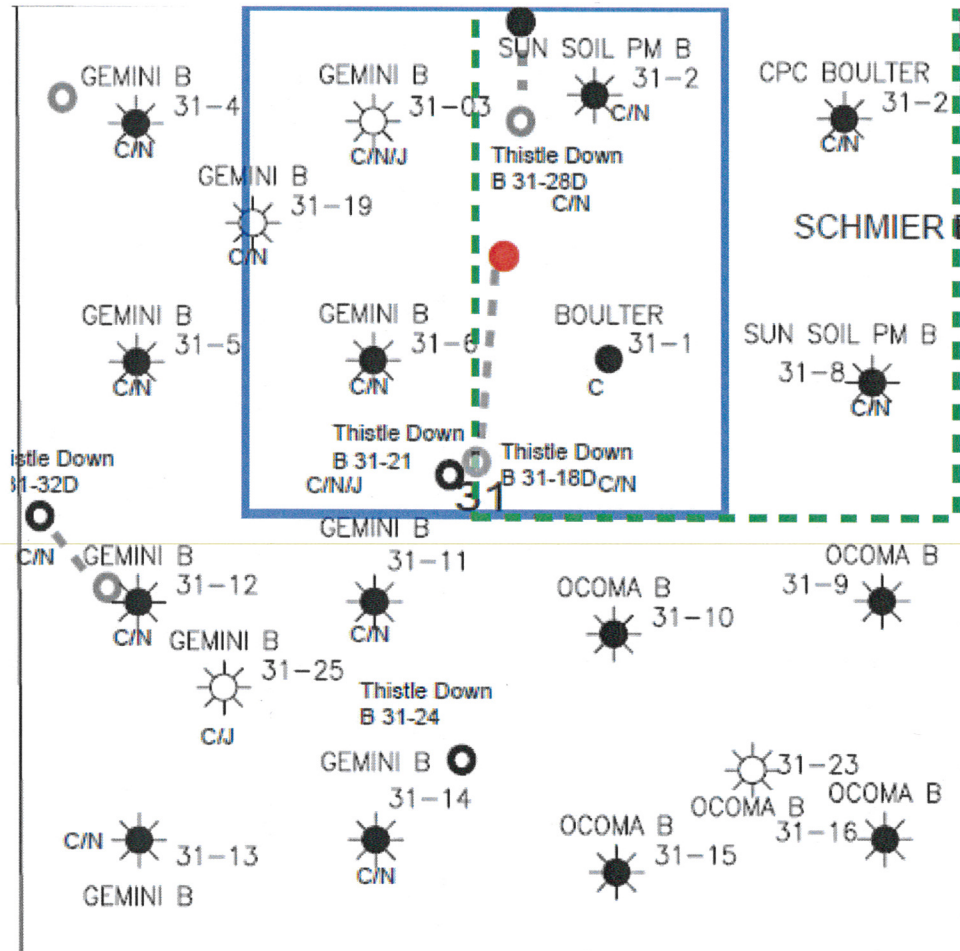 SUN SOIL PM B
31-2
C/N
GEMINI B
31-4
C/N
GEMINI B
31-03
C/N/J
CPC BOULTER
31-2
C/N
Thistle Down
B 31-28D
C/N
GEMINI B
31-19
C/N
SCHMIER
GEMINI B
31-5
C/N
GEMINI B
31-6
C/N
BOULTER
31-1
C
SUN SOIL PM B
31-8
C/N
Thistle Down
B 31-21
C/N/J
Thistle Down
B 31-18D
C/N
31
istle Down
31-32D
C/N
GEMINI B
31-12
C/N
GEMINI B
31-11
C/N
OCOMA B
31-10
OCOMA B
31-9
GEMINI B
31-25
C/J
Thistle Down
B 31-24
GEMINI B
31-14
C/N
31-23
OCOMA B
OCOMA B
31-16
OCOMA B
31-15
C/N
31-13
GEMINI B